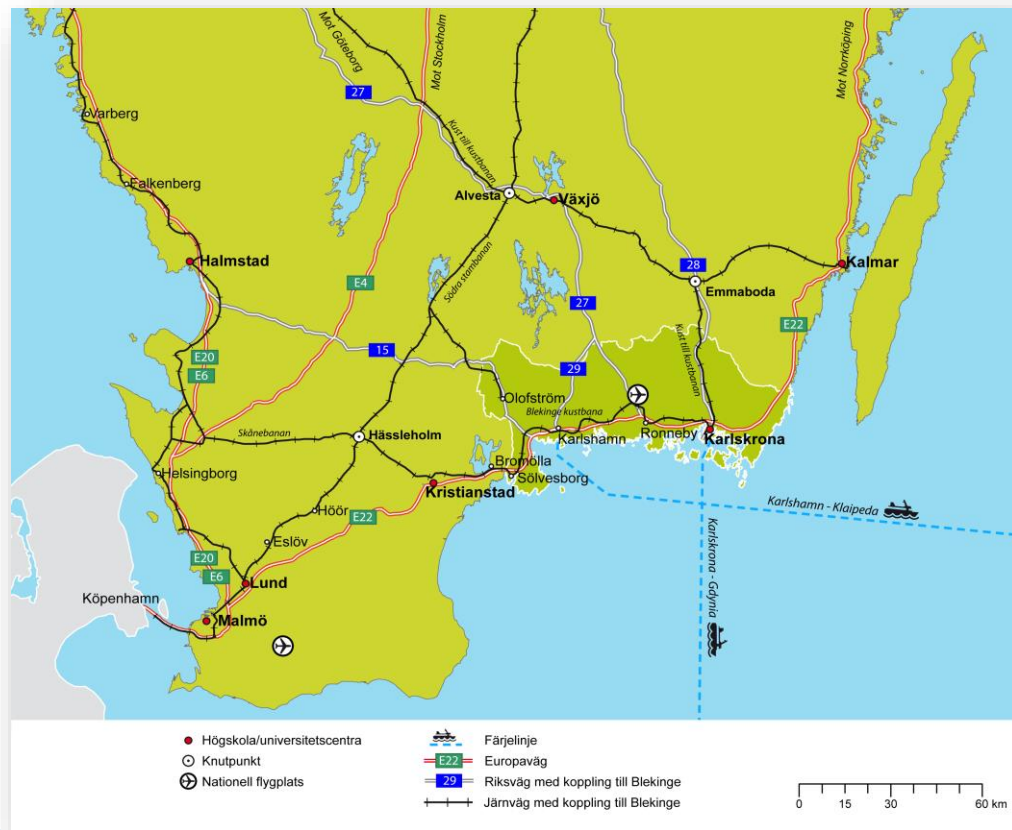 Mot Göteborg
Mot Stockholm
Mot Norrköping
27
Varberg
Kust till kustbanan
Falkenberg
Alvesta
Växjö
Halmstad
Södra stambanan
28
Kalmar
E4
Emmaboda
27
E22
15
E20
E6
29
Kust till kustbanan
Olofström
Blekinge kustbana
Skånebanan
Hässleholm
Karlshamn
Ronneby
Karlskrona
Helsingborg
Bromölla
Sölvesborg
Kristianstad
Karlshamn - Klaipeda
Höör
E22
Eslöv
Karlskrona - Gdynia
E20
E6
Lund
Köpenhamn
Malmö
Högskola/universitetscentra
Knutpunkt
Nationell flygplats
Färjelinje
E22 Europaväg
29 Riksväg med koppling till Blekinge
Järnväg med koppling till Blekinge
0 15 30 60 km